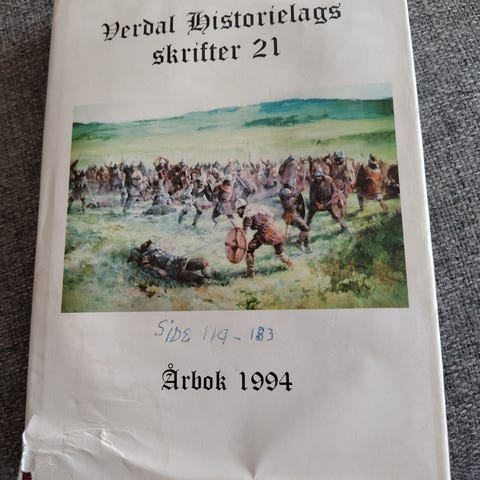 Verdal Historielags
skrifter 21
Side 119 - 183
Årbok 1994